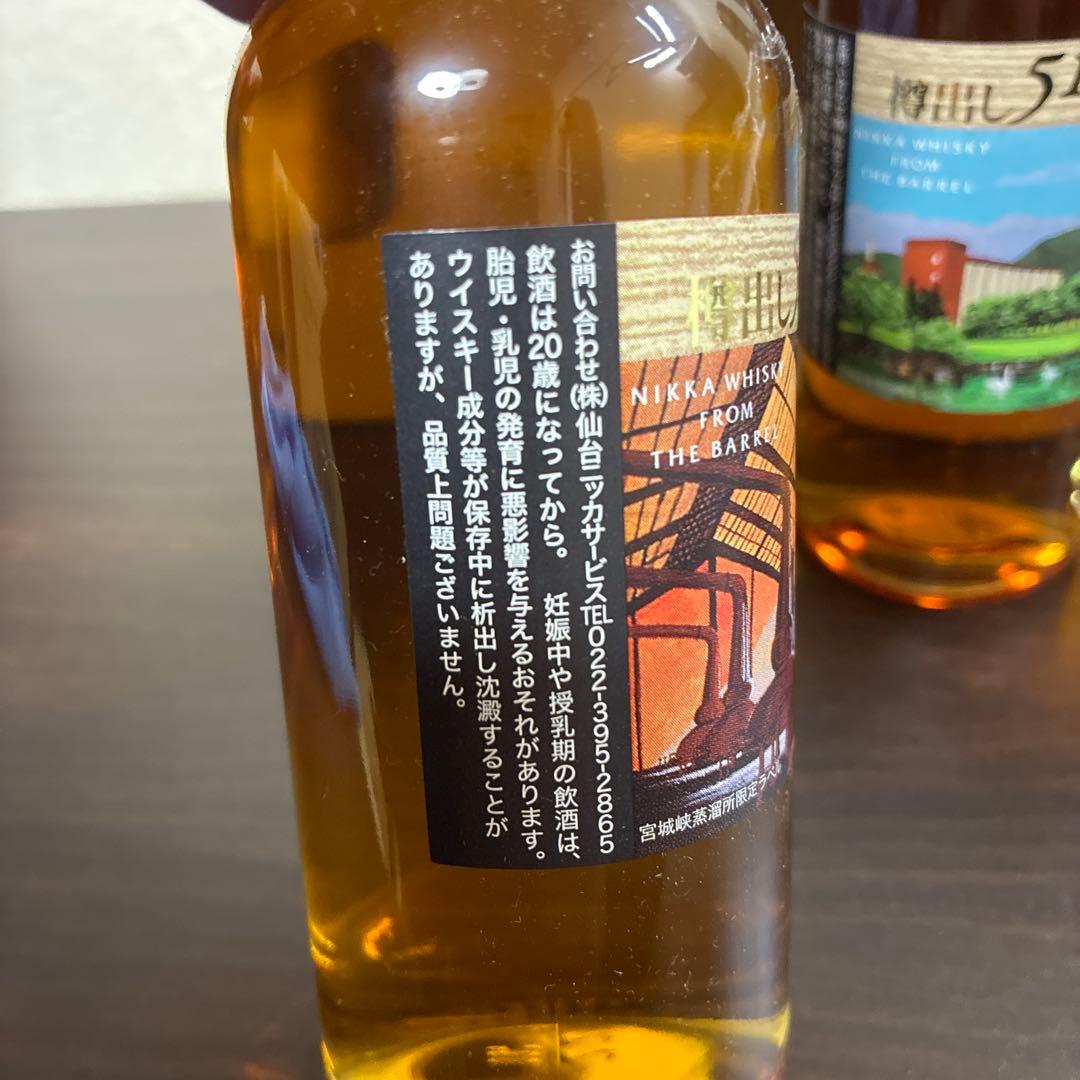 お問い合わせ(株)仙台ニッカサービスTEL022-395-2865
飲酒は20歳になってから。 妊娠中や授乳期の飲酒は、
胎児・乳児の発育に悪影響を与えるおそれがあります。
ウイスキー成分等が保存中に析出し沈澱することが
ありますが、品質上問題ございません。
樽出し
NIKKA WHISKY
FROM
THE BARREL
宮城峡蒸溜所限定ラベル
樽出し51
NIKKA WHISKY
FROM
THE BARREL